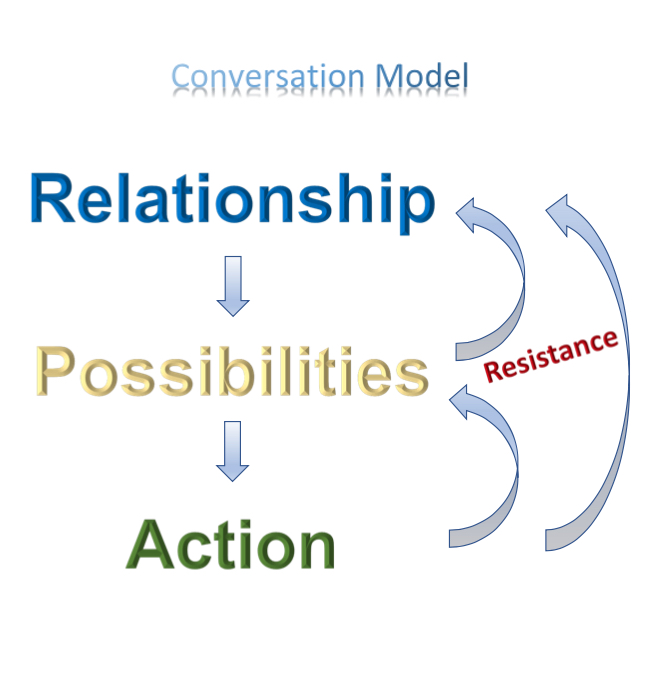 Conversation Model
Relationship
Possibilities
Resistance
Action